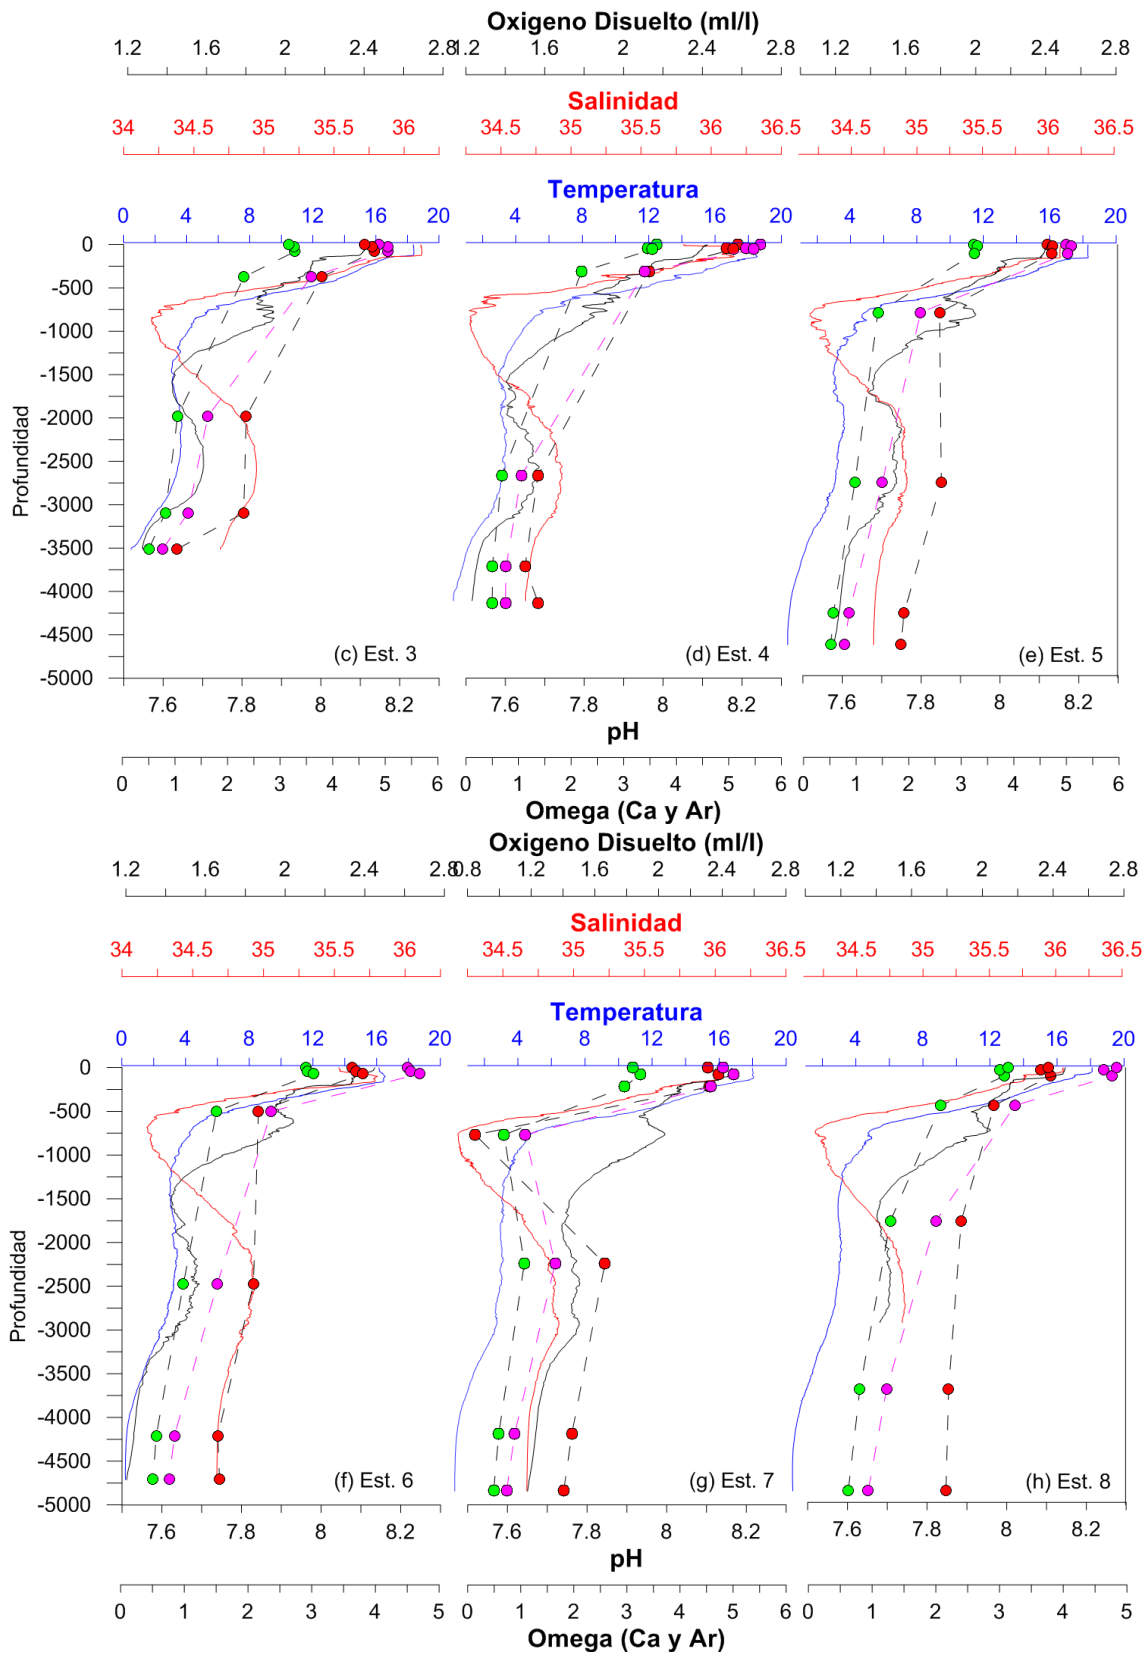 Oxigeno Disuelto (ml/l)
1.2 1.6 2 2.4 2.8 1.2 1.6 2 2.4 2.8 1.2 1.6 2 2.4 2.8
Salinidad
34 34.5 35 35.5 36 34.5 35 35.5 36 36.5 34.5 35 35.5 36 36.5
Temperatura
0 4 8 12 16 20 4 8 12 16 20 4 8 12 16 20
0
-500
-1000
-1500
-2000
-2500
-3000
-3500
-4000
-4500
-5000
Profundidad
(c) Est. 3 (d) Est. 4 (e) Est. 5
7.6 7.8 8 8.2 7.6 7.8 8 8.2 7.6 7.8 8 8.2
pH
0 1 2 3 4 5 6 0 1 2 3 4 5 6 0 1 2 3 4 5 6
Omega (Ca y Ar)
Oxigeno Disuelto (ml/l)
1.2 1.6 2 2.4 2.8 0.8 1.2 1.6 2 2.4 2.8 1.2 1.6 2 2.4 2.8
Salinidad
34 34.5 35 35.5 36 34.5 35 35.5 36 36.5 34.5 35 35.5 36 36.5
Temperatura
0 4 8 12 16 20 4 8 12 16 20 4 8 12 16 20
0
-500
-1000
-1500
-2000
-2500
-3000
-3500
-4000
-4500
-5000
Profundidad
(f) Est. 6 (g) Est. 7 (h) Est. 8
7.6 7.8 8 8.2 7.6 7.8 8 8.2 7.6 7.8 8 8.2
pH
0 1 2 3 4 5 0 1 2 3 4 5 6 0 1 2 3 4 5
Omega (Ca y Ar)